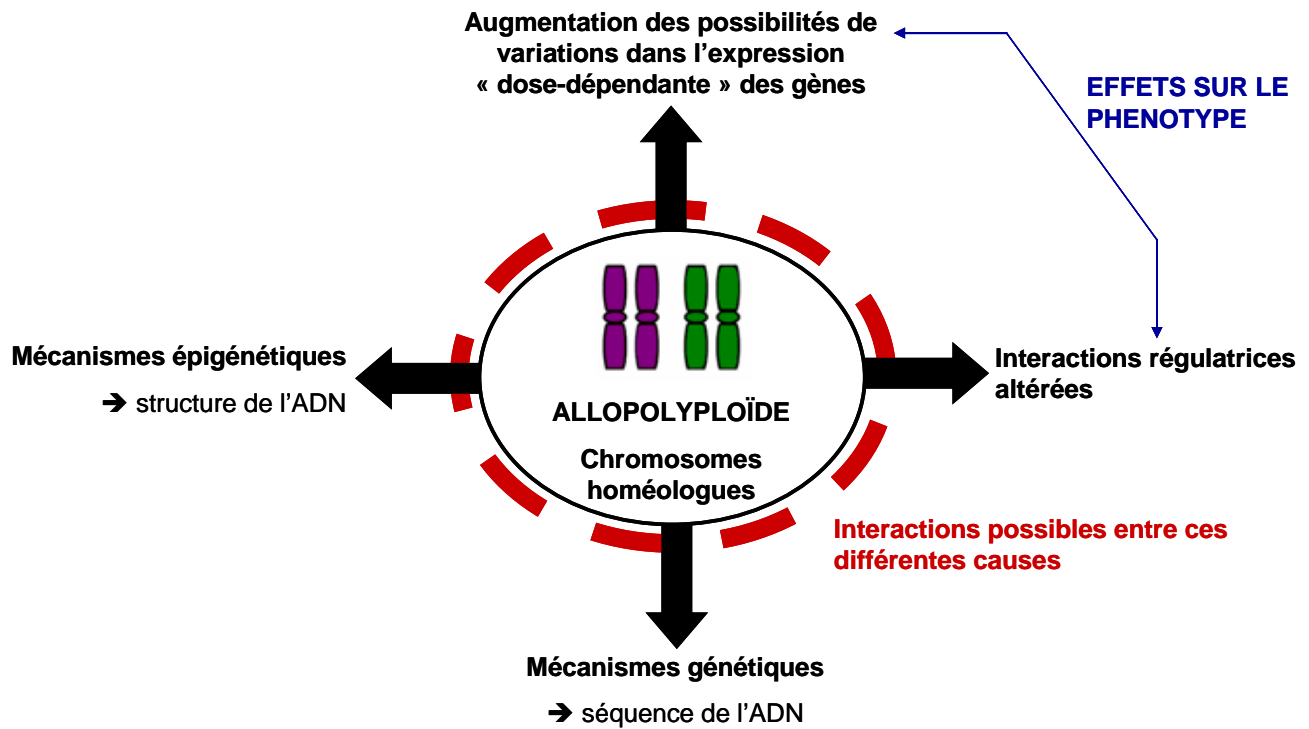 Augmentation des possibilités de
variations dans l’expression
« dose-dépendante » des gènes
EFFETS SUR LE
PHENOTYPE
Mécanismes épigénétiques
➔ structure de l’ADN
ALLOPOLYPLOÏDE
Chromosomes
homéologues
Interactions régulatrices
altérées
Interactions possibles entre ces
différentes causes
Mécanismes génétiques
➔ séquence de l’ADN